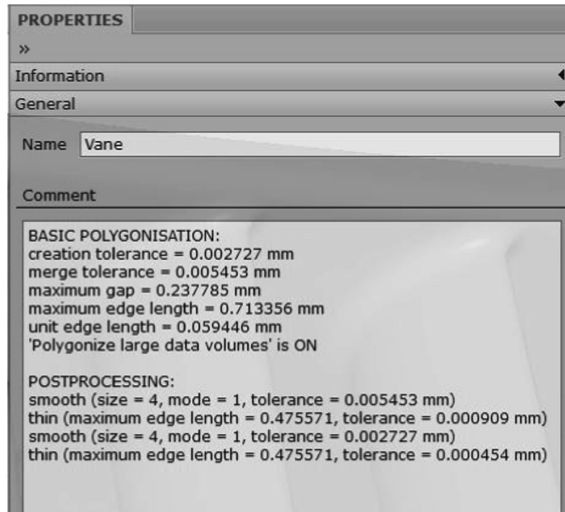 PROPERTIES
»
Information
General
Name Vane
Comment
BASIC POLYGONISATION:
creation tolerance = 0.002727 mm
merge tolerance = 0.005453 mm
maximum gap = 0.237785 mm
maximum edge length = 0.713356 mm
unit edge length = 0.059446 mm
'Polygonize large data volumes' is ON
POSTPROCESSING:
smooth (size = 4, mode = 1, tolerance = 0.005453 mm)
thin (maximum edge length = 0.475571, tolerance = 0.000909 mm)
smooth (size = 4, mode = 1, tolerance = 0.002727 mm)
thin (maximum edge length = 0.475571, tolerance = 0.000454 mm)